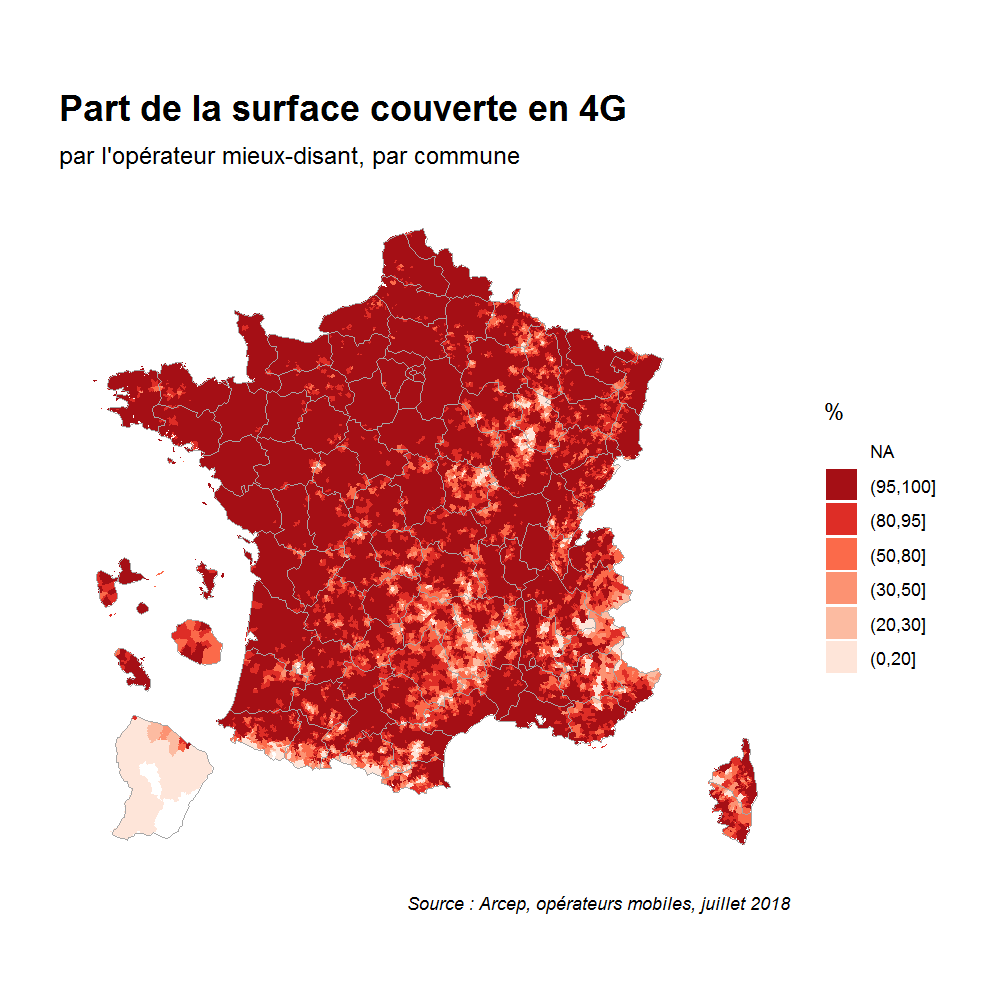 Part de la surface couverte en 4G
par l'opérateur mieux-disant, par commune
%
NA
(95,100]
(80,95]
(50,80]
(30,50]
(20,30]
(0,20]
Source : Arcep, opérateurs mobiles, juillet 2018